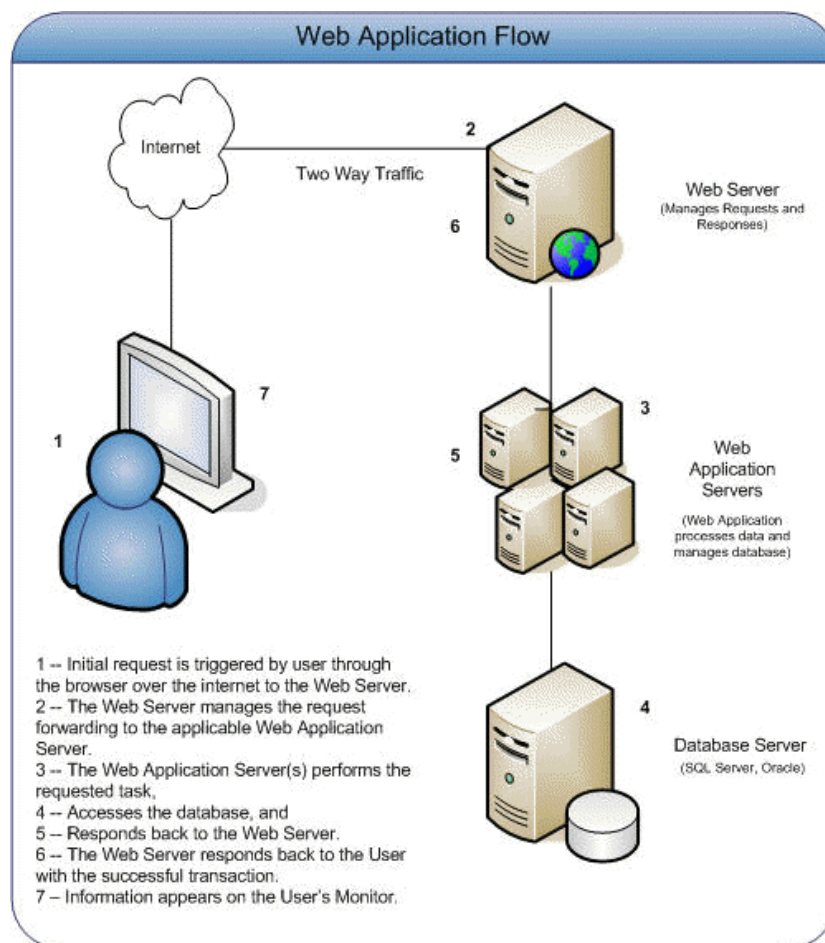 Web Application Flow
Internet
Two Way Traffic
2
6
Web Server
(Manages Requests and
Responses)
7
1
3
5
Web
Application
Servers
(Web Application
processes data and
manages database)
4
Database Server
(SQL Server, Oracle)
1 -- Initial request is triggered by user through
the browser over the internet to the Web Server.
2 -- The Web Server manages the request
forwarding to the applicable Web Application
Server.
3 -- The Web Application Server(s) performs the
requested task,
4 -- Accesses the database, and
5 -- Responds back to the Web Server.
6 -- The Web Server responds back to the User
with the successful transaction.
7 – Information appears on the User's Monitor.